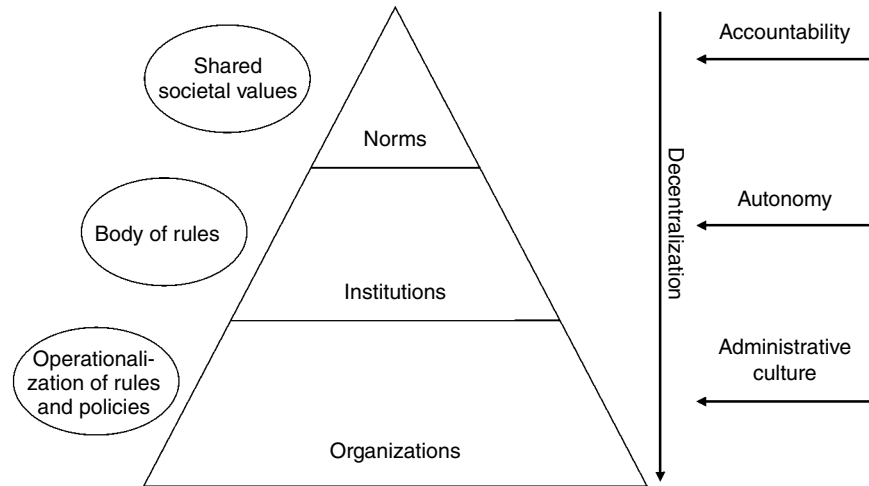 Shared
societal values
Norms
Body of rules
Institutions
Operationali-
zation of rules
and policies
Organizations
Decentralization
Accountability
Autonomy
Administrative
culture